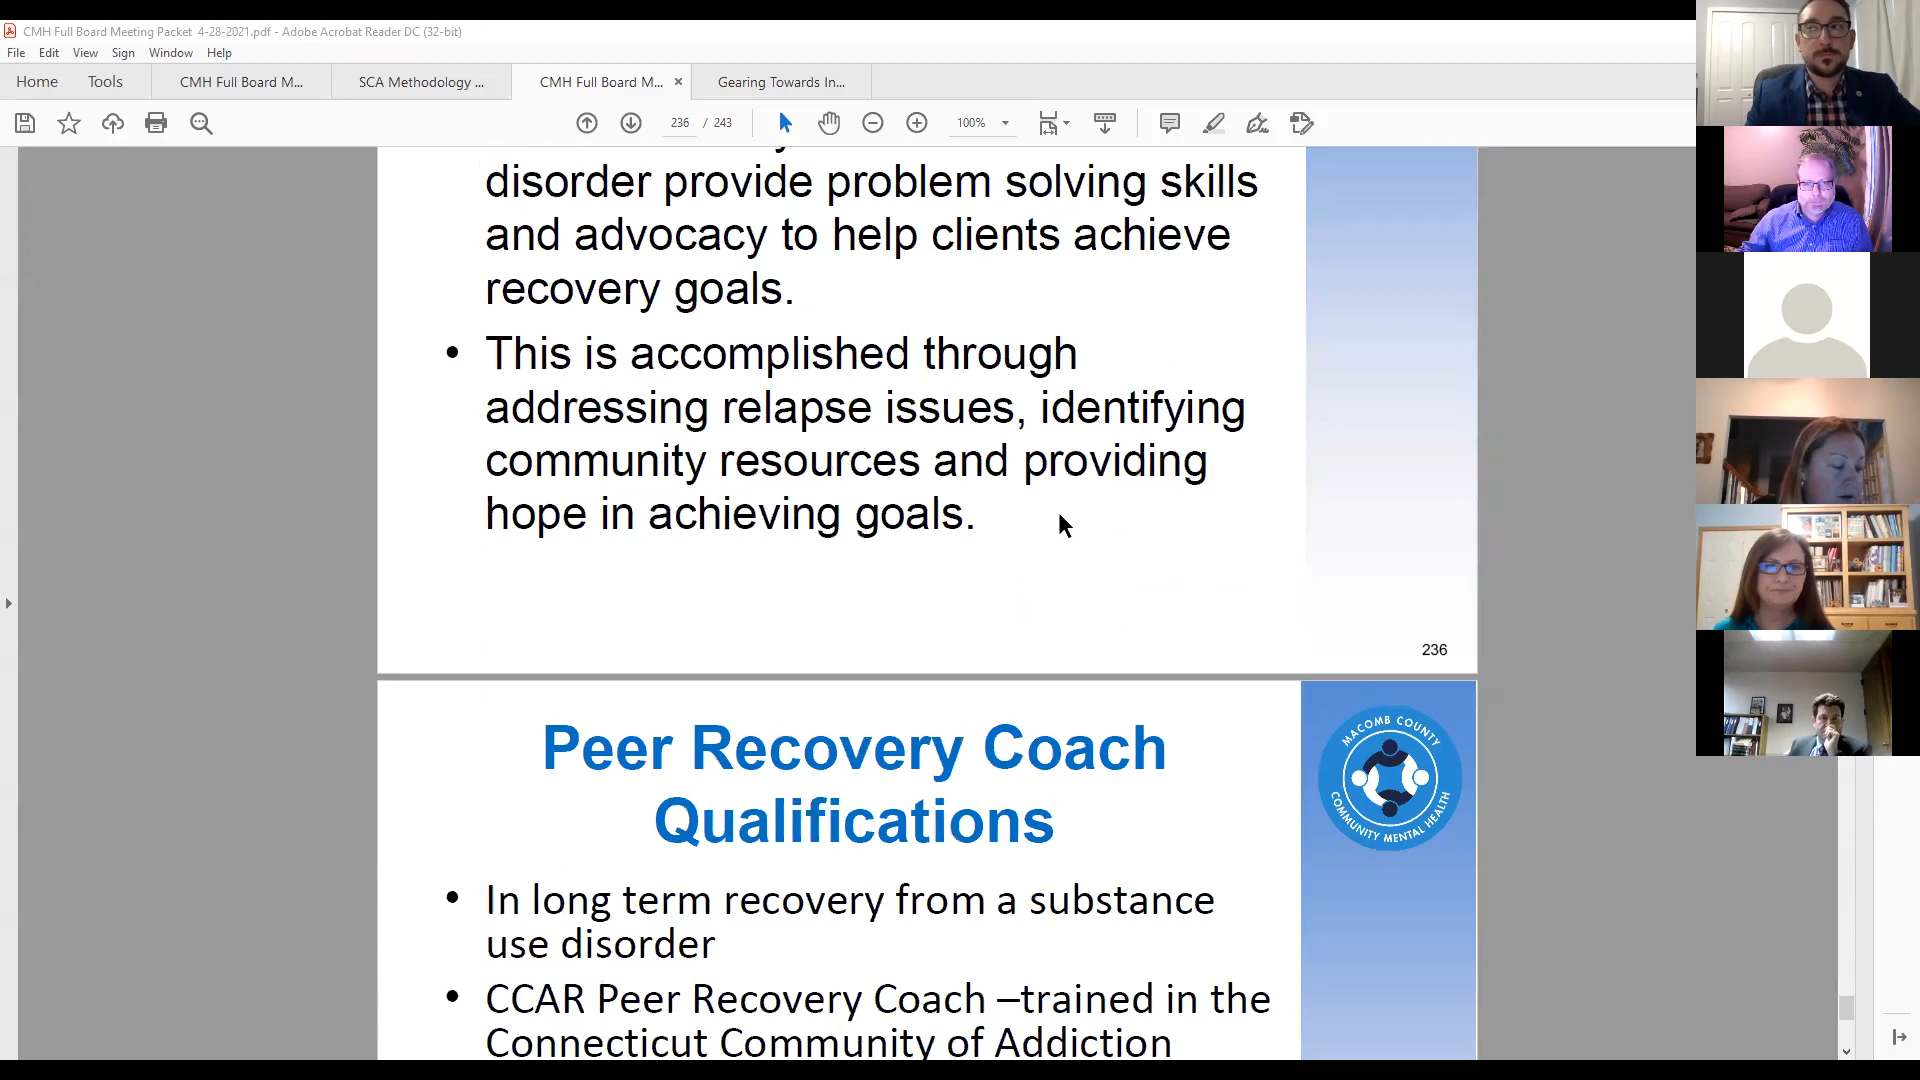 CMH Full Board Meeting Packet 4-28-2021.pdf - Adobe Acrobat Reader DC (32-bit)
File Edit View Sign Window Help
Home Tools CMH Full Board M... SCA Methodology ... CMH Full Board M... × Gearing Towards In...
236 / 243 100%
disorder provide problem solving skills
and advocacy to help clients achieve
recovery goals.
• This is accomplished through
addressing relapse issues, identifying
community resources and providing
hope in achieving goals.
236
Peer Recovery Coach
Qualifications
MACOMB COUNTY
COMMUNITY MENTAL HEALTH
• In long term recovery from a substance
use disorder
• CCAR Peer Recovery Coach –trained in the
Connecticut Community of Addiction